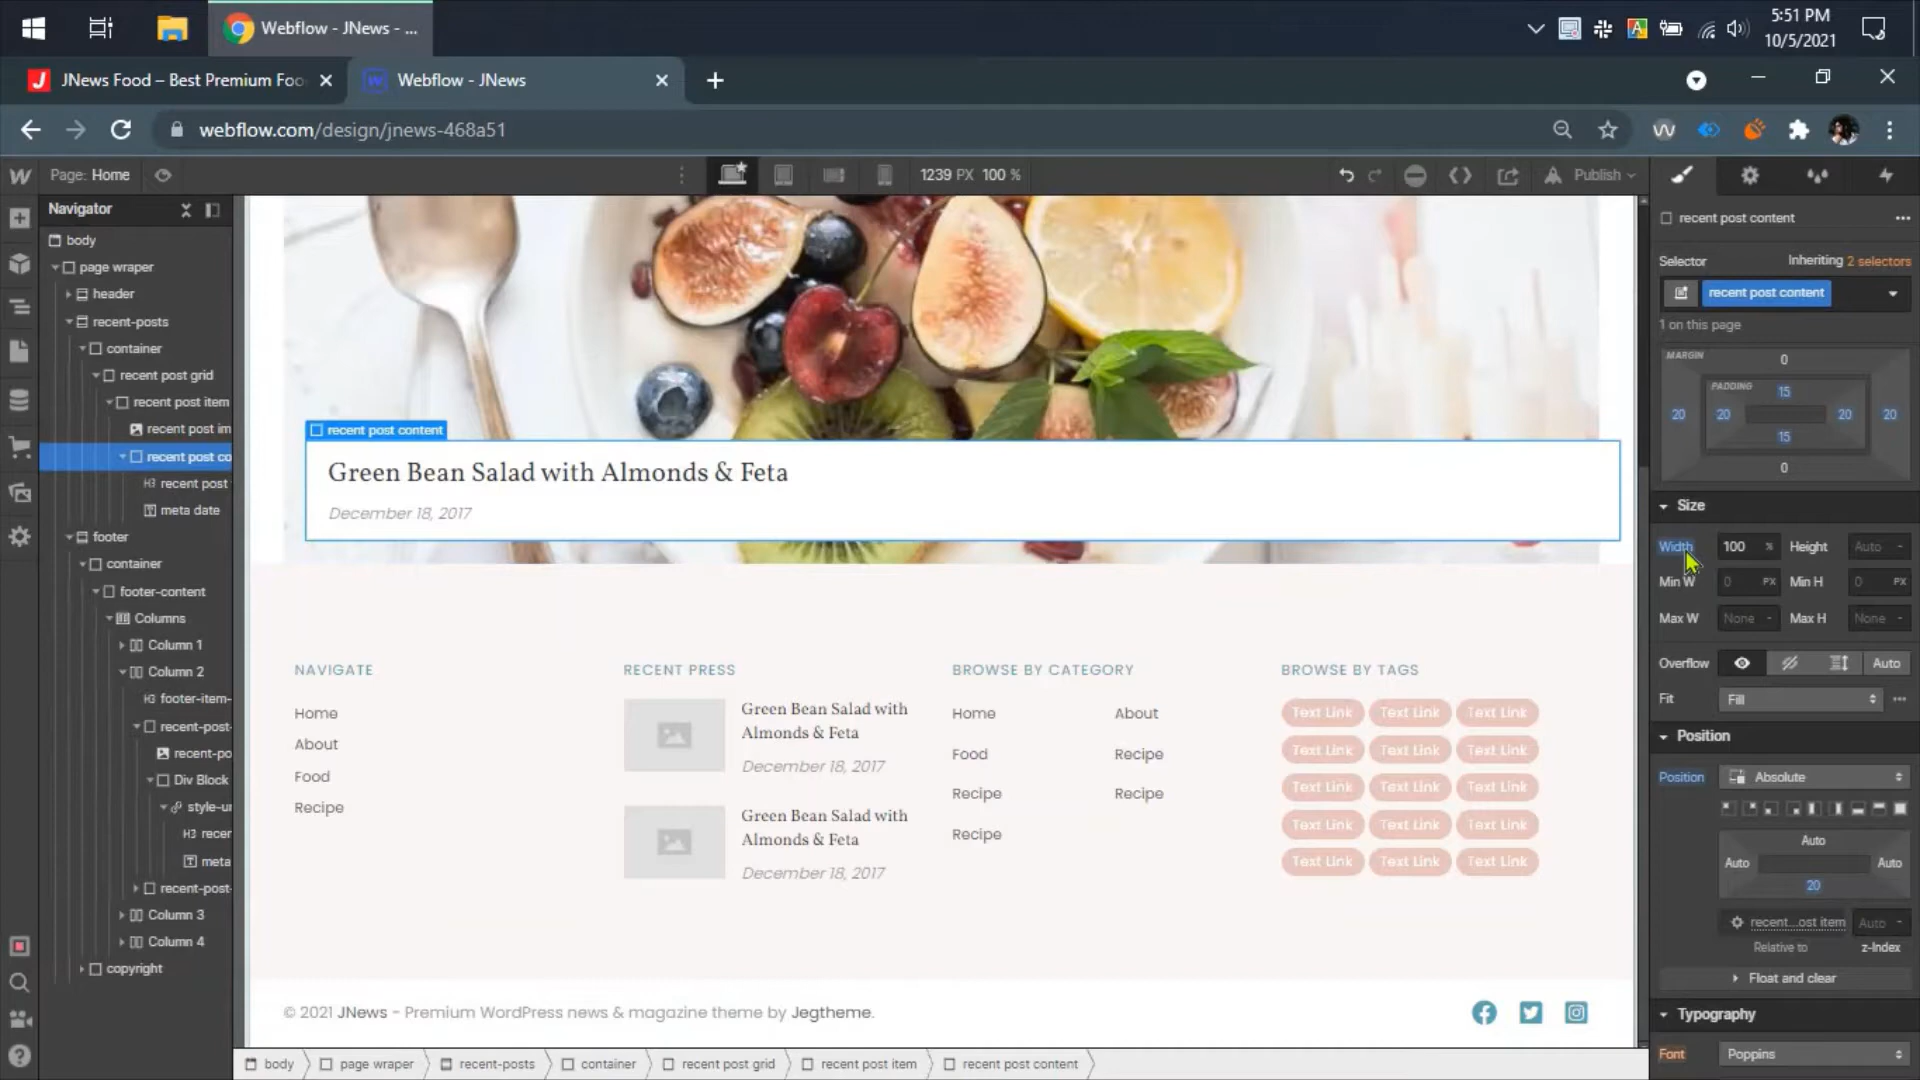 Webflow - JNews - ...
5:51 PM
10/5/2021
JNews Food – Best Premium Foo
Webflow - JNews
webflow.com/design/jnews-468a51
Page: Home
1239 PX 100 %
Publish
Navigator
body
page wraper
header
recent-posts
container
recent post grid
recent post item
recent post im
recent post co
H3 recent post
meta date
footer
container
footer-content
Columns
Column 1
Column 2
H3 footer-item-
recent-post-
recent-po
Div Block
style-ur
H3 recer
meta
recent-post-
Column 3
Column 4
copyright
recent post content
Green Bean Salad with Almonds & Feta
December 18, 2017
NAVIGATE
Home
About
Food
Recipe
RECENT PRESS
Green Bean Salad with
Almonds & Feta
December 18, 2017
Green Bean Salad with
Almonds & Feta
December 18, 2017
BROWSE BY CATEGORY
Home About
Food Recipe
Recipe Recipe
Recipe
BROWSE BY TAGS
Text Link Text Link Text Link
Text Link Text Link Text Link
Text Link Text Link Text Link
Text Link Text Link Text Link
Text Link Text Link Text Link
© 2021 JNews - Premium WordPress news & magazine theme by Jegtheme.
body page wraper recent-posts container recent post grid recent post item recent post content
recent post content
Selector Inheriting 2 selectors
recent post content
1 on this page
MARGIN
0
PADDING
15
20 20 20 20
15
0
Size
Width 100 % Height Auto -
Min W 0 PX Min H 0 PX
Max W None - Max H None -
Overflow Auto
Fit Fill
Position
Position Absolute
Auto
Auto Auto
20
recent...ost item Auto -
Relative to z-Index
Float and clear
Typography
Font Poppins